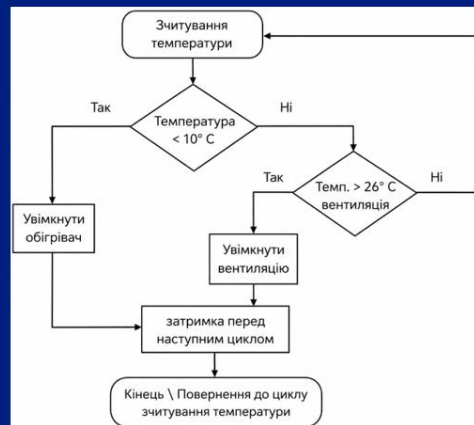 Зчитування
температури
Так
Температура
< 10° C
Ні
Так
Темп. > 26° C
вентиляція
Ні
Увімкнути
обігрівач
Увімкнути
вентиляцію
затримка перед
наступним циклом
Кінець \ Повернення до циклу
зчитування температури